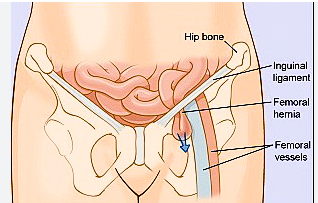 Hip bone
Inguinal
ligament
Femoral
hernia
Femoral
vessels